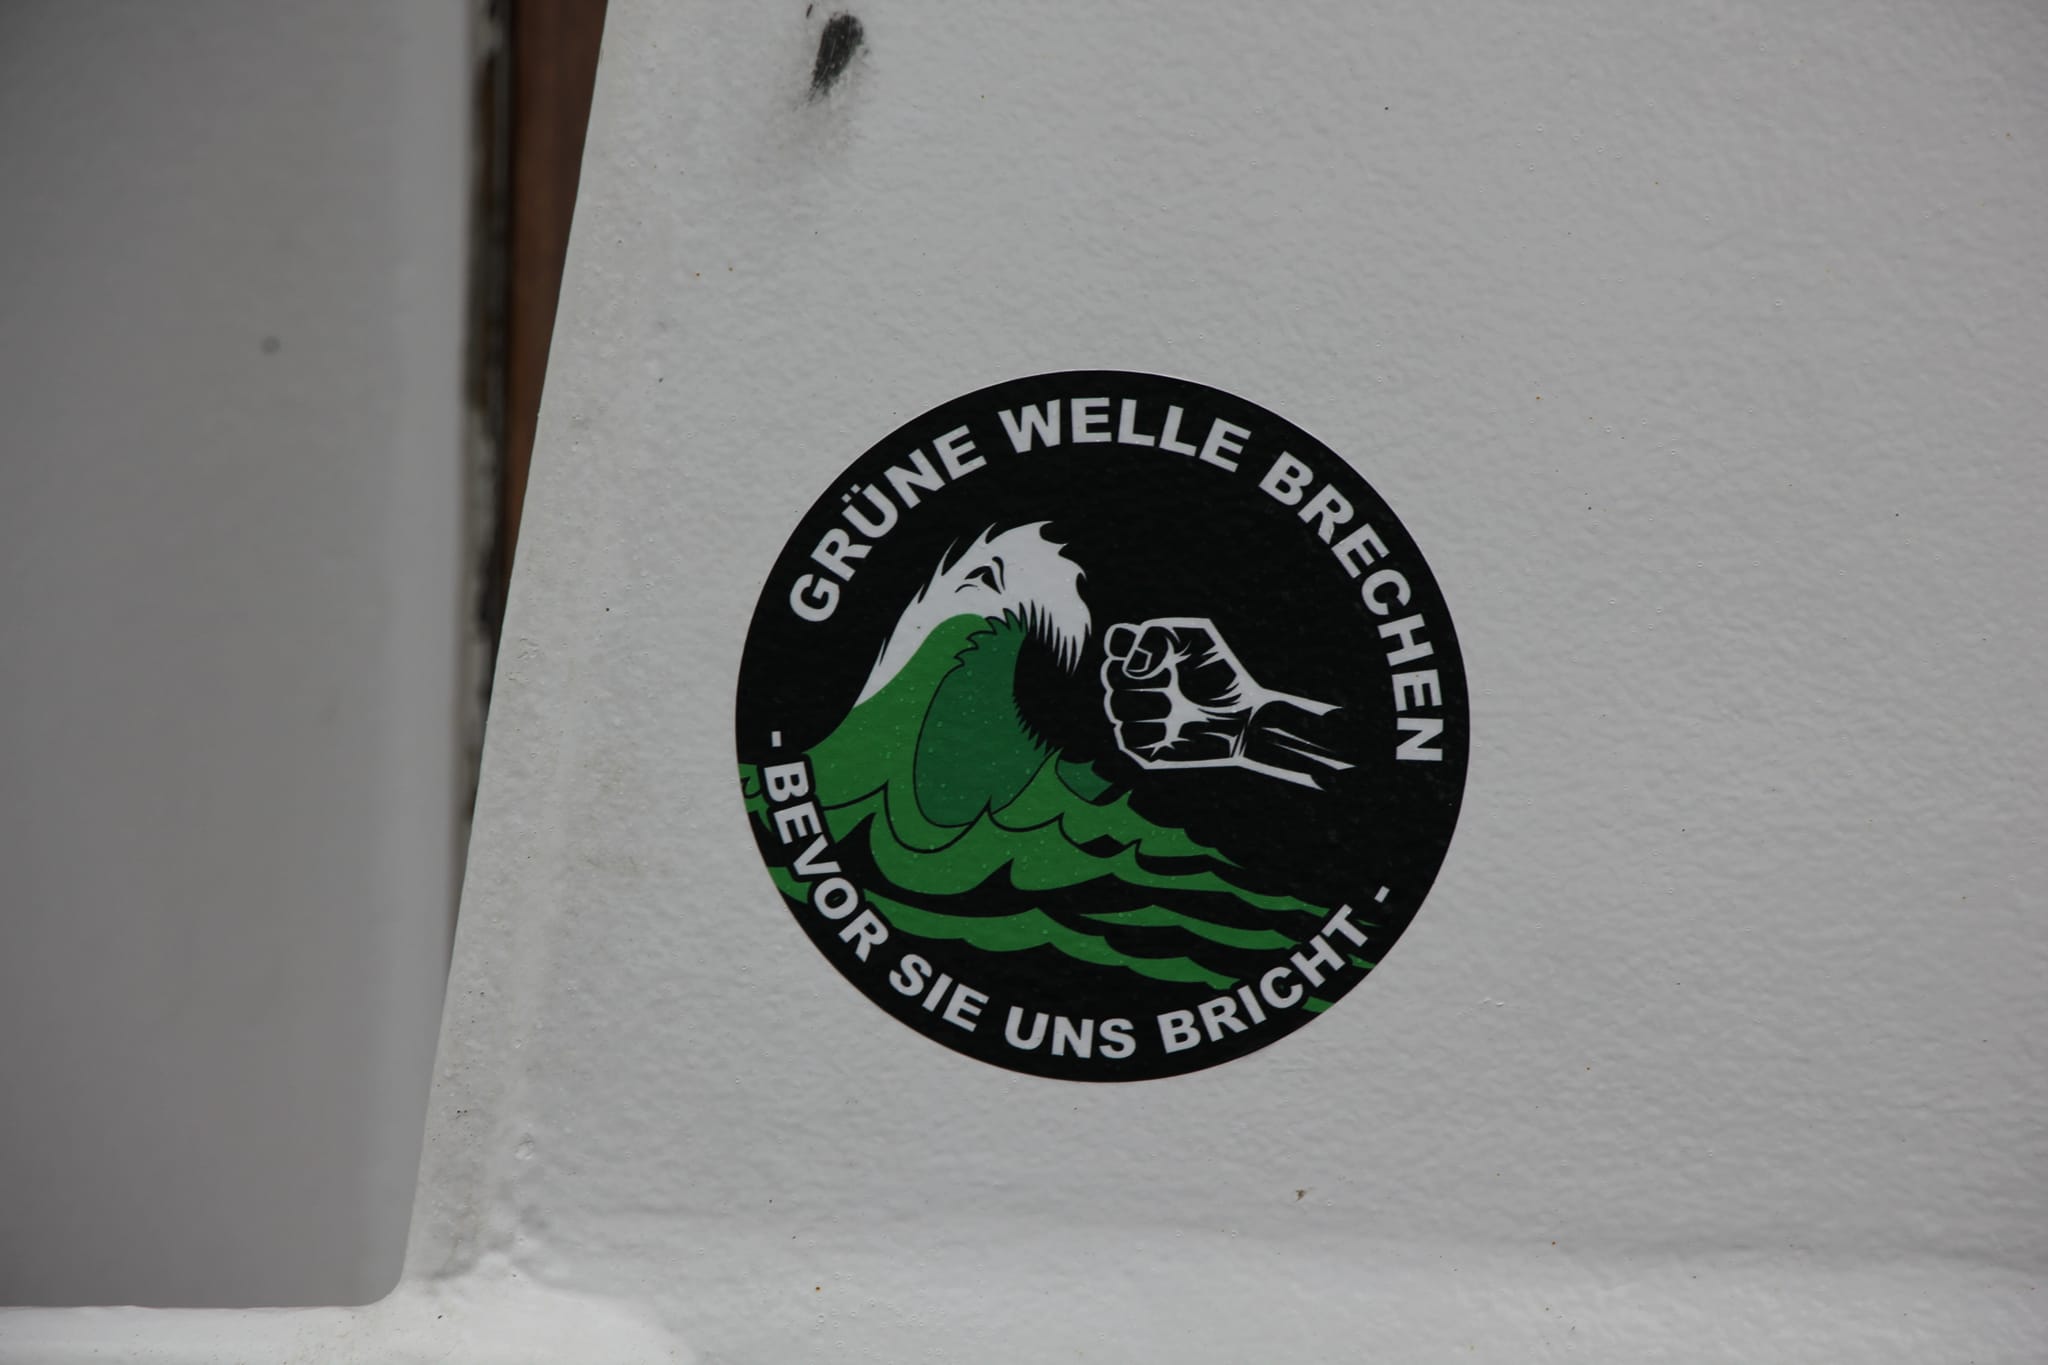 GRÜNE WELLE BRECHEN
- BEVOR SIE UNS BRICHT -